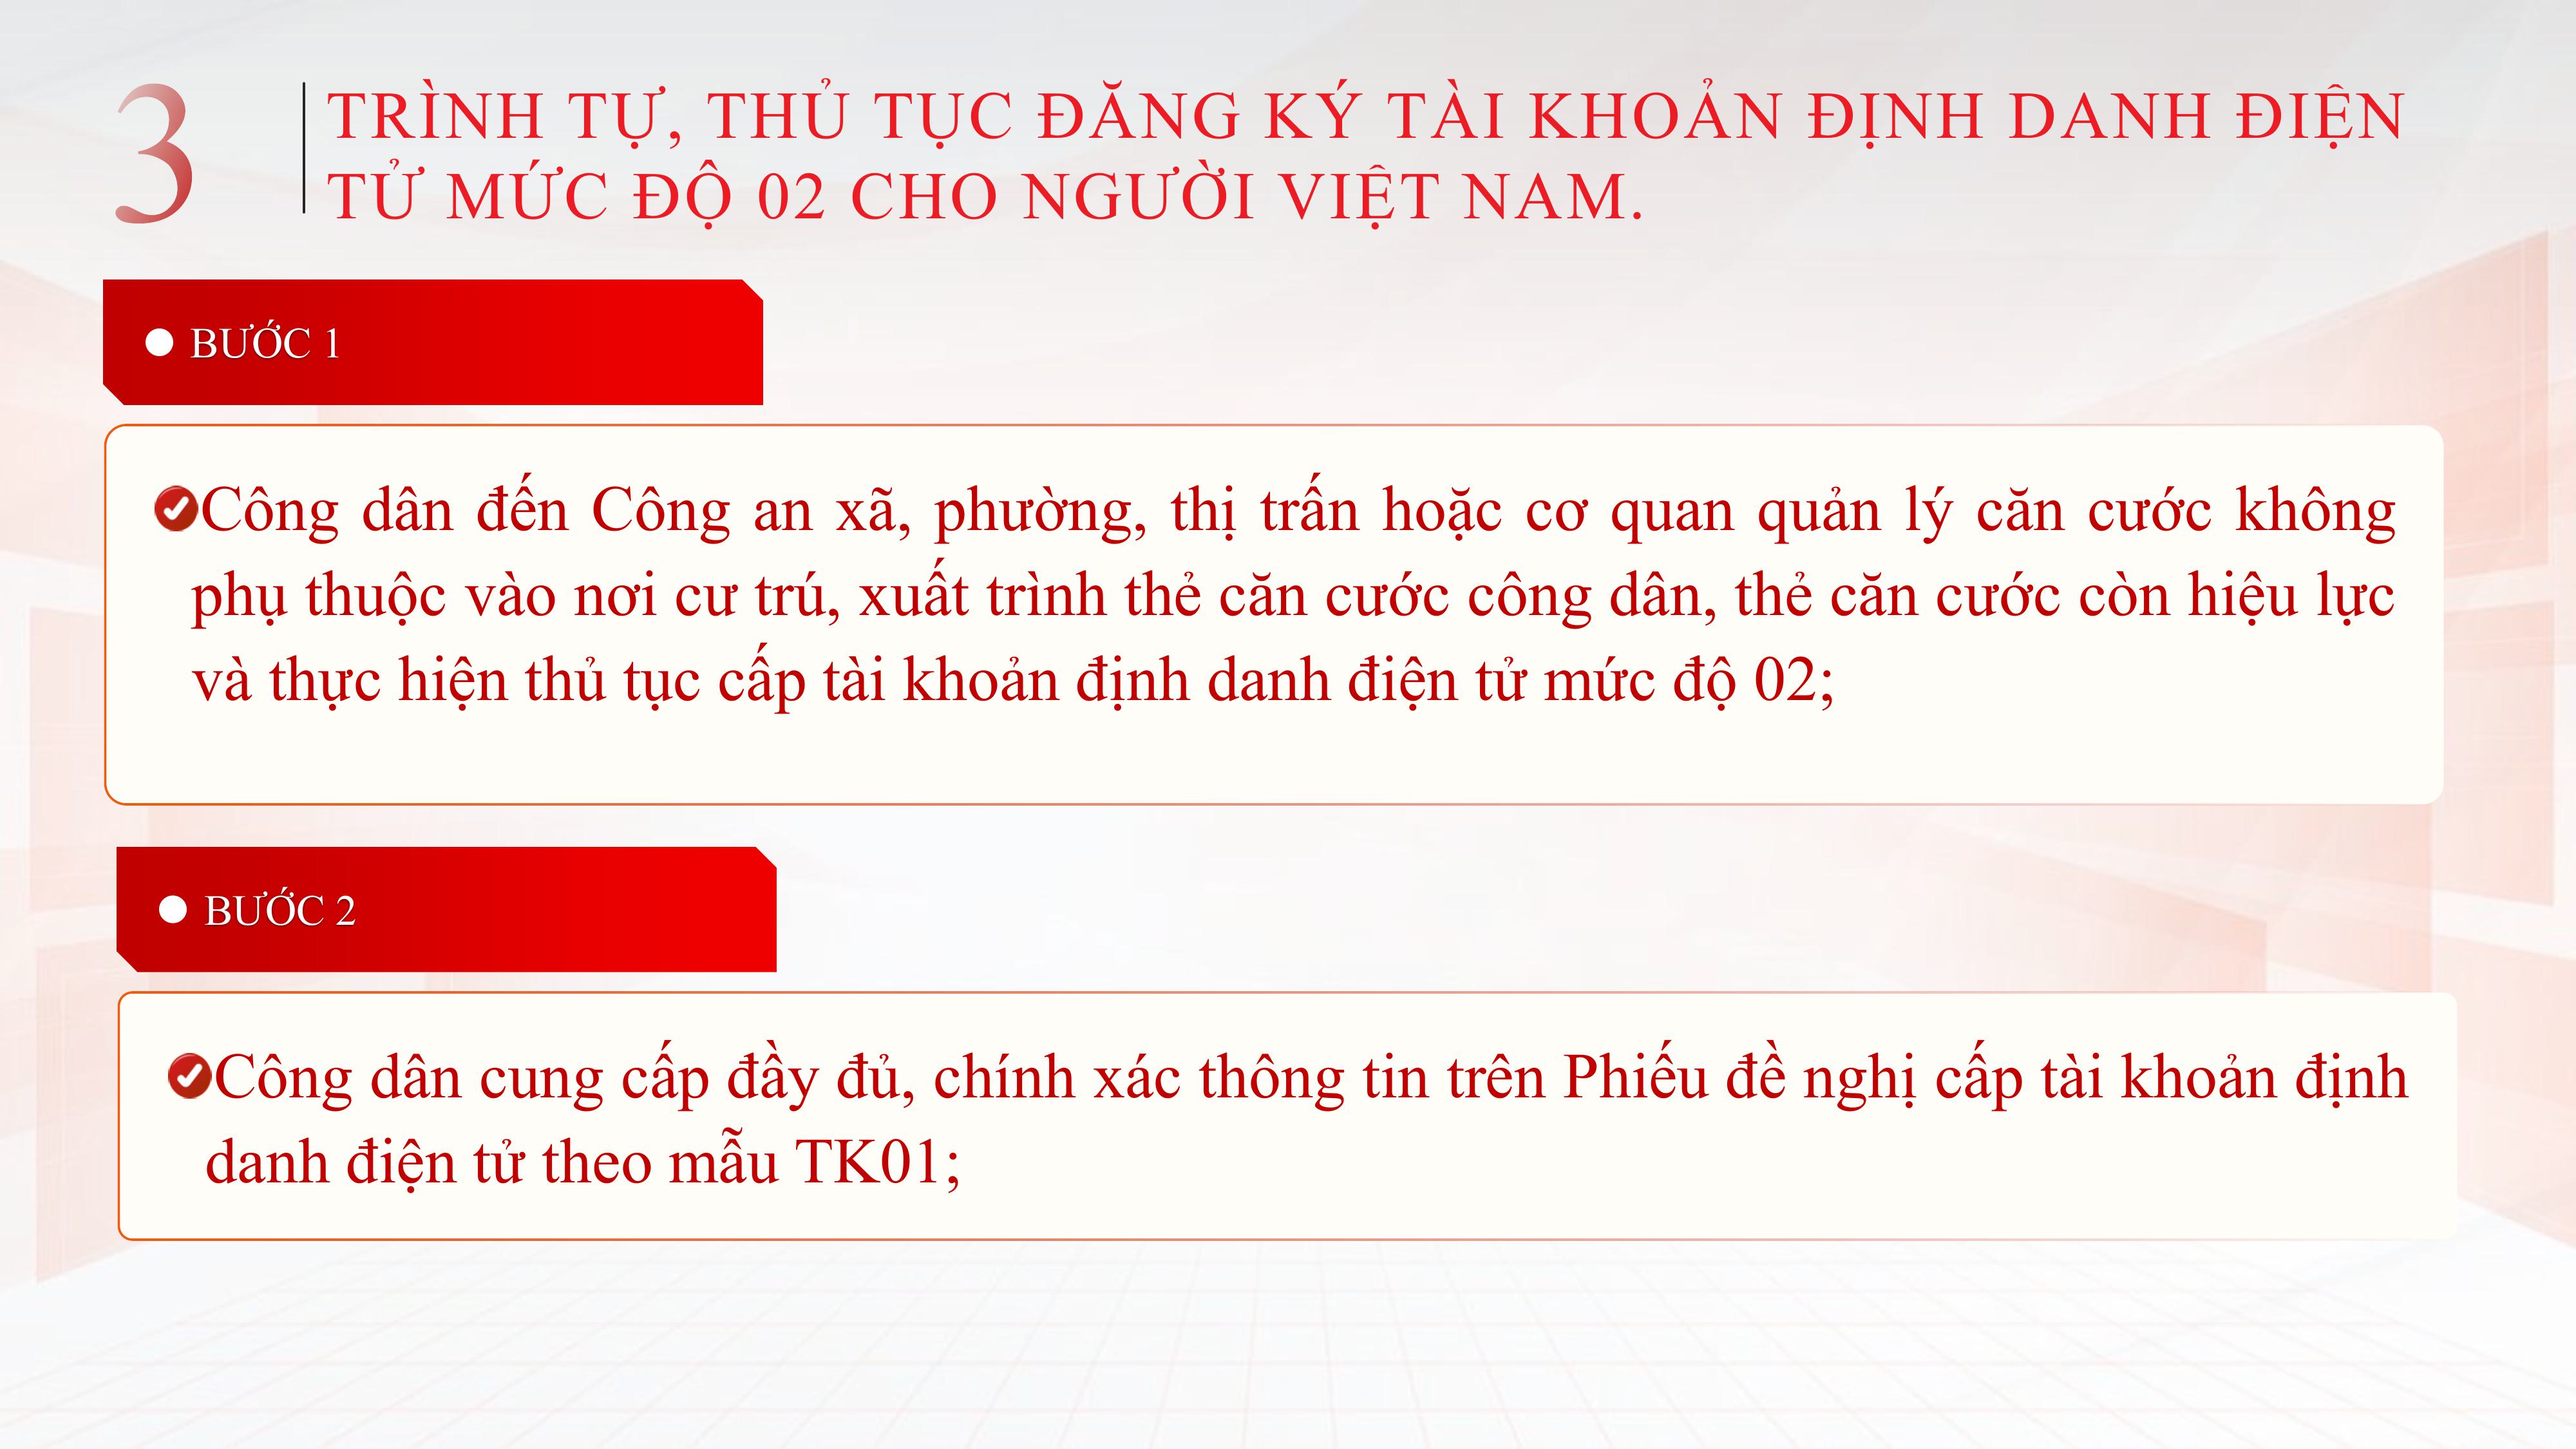 3
TRÌNH TỰ, THỦ TỤC ĐĂNG KÝ TÀI KHOẢN ĐỊNH DANH ĐIỆN
TỬ MỨC ĐỘ 02 CHO NGƯỜI VIỆT NAM.
BƯỚC 1
Công dân đến Công an xã, phường, thị trấn hoặc cơ quan quản lý căn cước không
phụ thuộc vào nơi cư trú, xuất trình thẻ căn cước công dân, thẻ căn cước còn hiệu lực
và thực hiện thủ tục cấp tài khoản định danh điện tử mức độ 02;
BƯỚC 2
Công dân cung cấp đầy đủ, chính xác thông tin trên Phiếu đề nghị cấp tài khoản định
danh điện tử theo mẫu TK01;